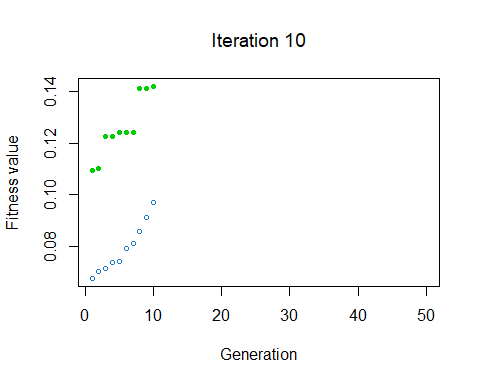 Iteration 10
Fitness value
0.14
0.12
0.10
0.08
0 10 20 30 40 50
Generation